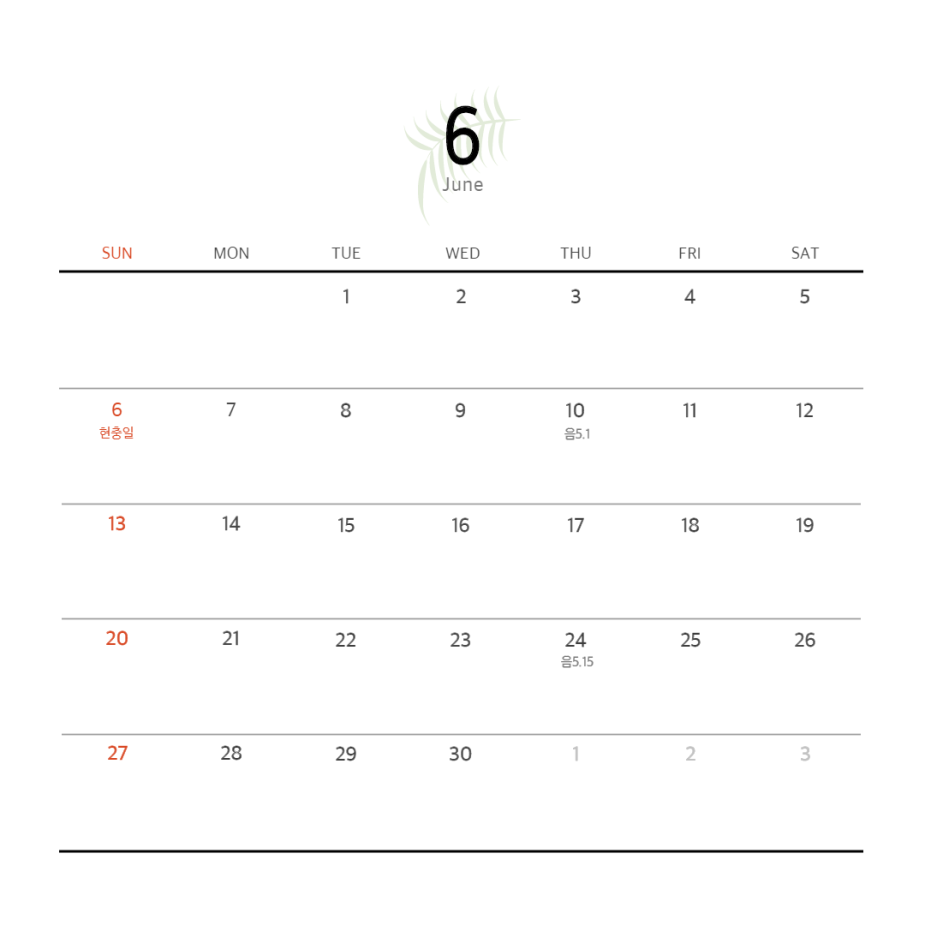 6
June
SUN MON TUE WED THU FRI SAT
1 2 3 4 5
6 7 8 9 10 11 12
현충일 음5.1
13 14 15 16 17 18 19
20 21 22 23 24 25 26
음5.15
27 28 29 30 1 2 3